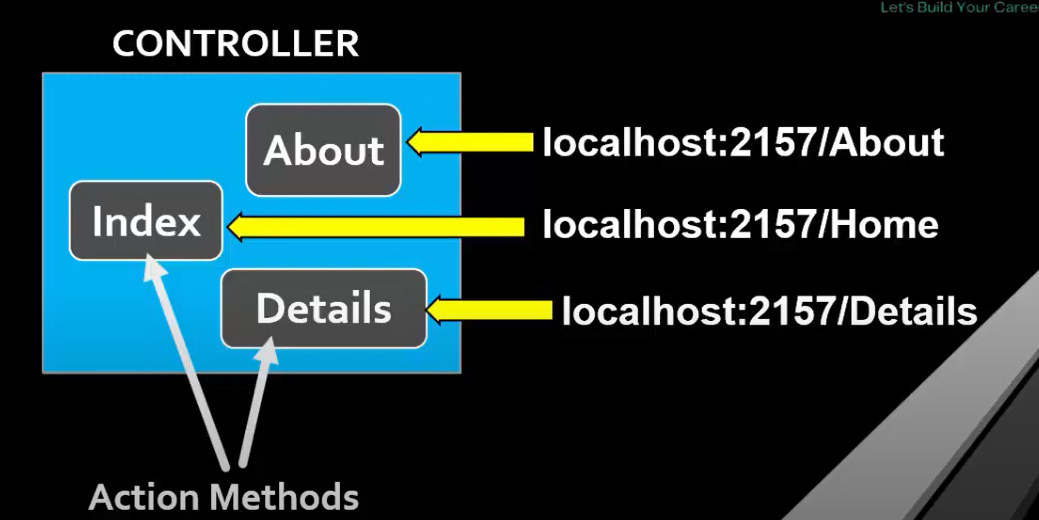 Let's Build Your Caree
CONTROLLER
About
localhost:2157/About
Index
localhost:2157/Home
Details
localhost:2157/Details
Action Methods